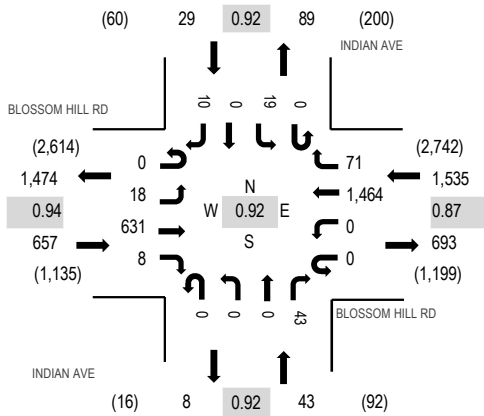 (60) 29 0.92 89 (200)
INDIAN AVE
10 0 19 0
BLOSSOM HILL RD
(2,614) 0 71 (2,742)
1,474 18 N 1,464 1,535
0.94 W 0.92 E 0.87
657 631 S 0 693
(1,135) 8 0 (1,199)
0 0 0 43
BLOSSOM HILL RD
INDIAN AVE
(16) 8 0.92 43 (92)